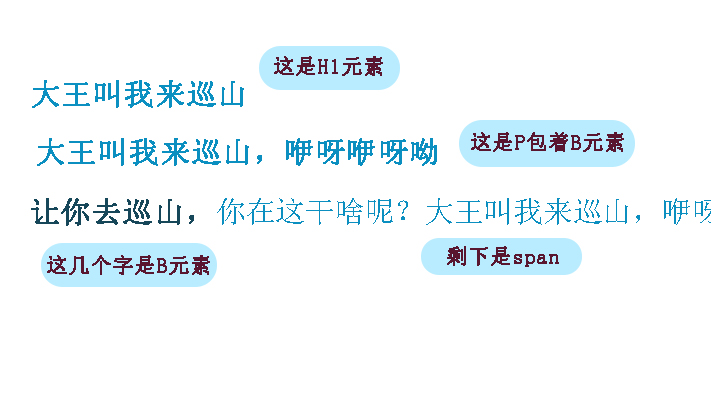 这是H1元素
大王叫我来巡山
这是P包着B元素
大王叫我来巡山，咿呀咿呀呦
让你去巡山，你在这干啥呢？大王叫我来巡山，咿呀
这几个字是B元素
剩下是span